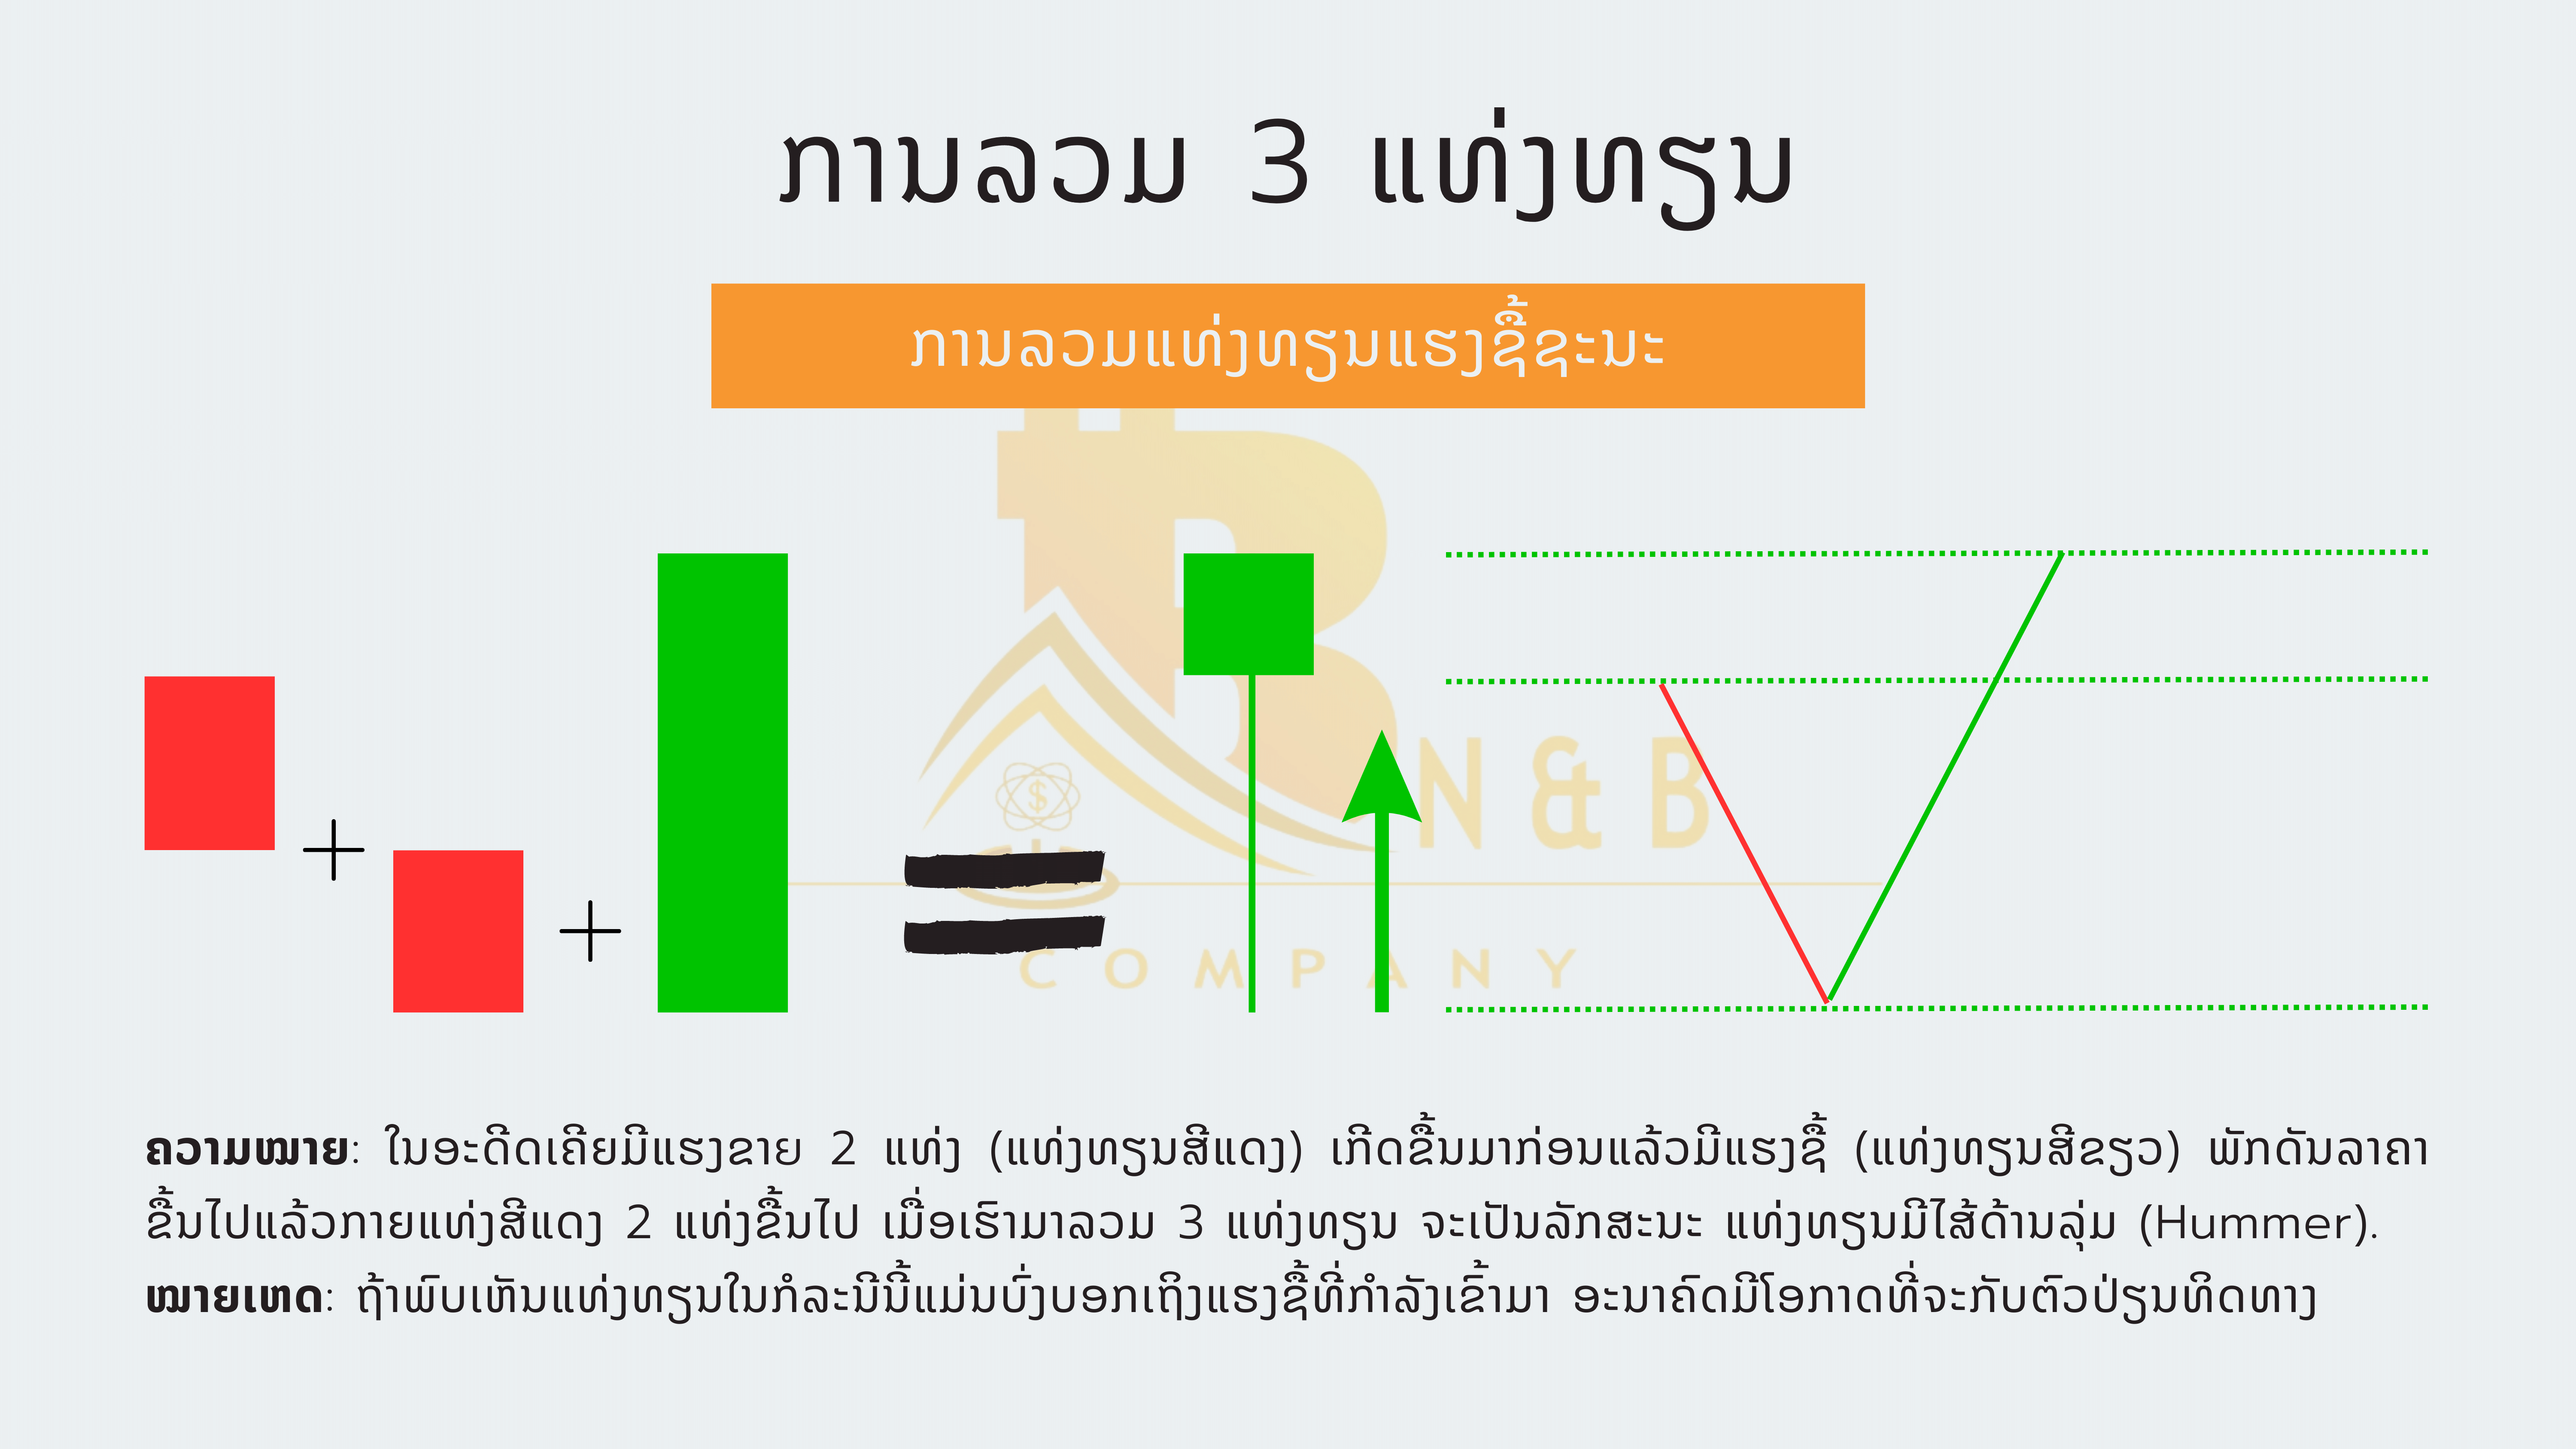 ການລວມ 3 ແທ່ງທຽນ
ການລວມແທ່ງທຽນແຮງຊື້ຊະນະ
N & B
COMPANY
ຄວາມໝາຍ: ໃນອະດີດເຄີຍມີແຮງຂາຍ 2 ແທ່ງ (ແທ່ງທຽນສີແດງ) ເກີດຂຶ້ນມາກ່ອນແລ້ວມີແຮງຊື້ (ແທ່ງທຽນສີຂຽວ) ພັກດັນລາຄາ
ຂື້ນໄປແລ້ວກາຍແທ່ງສີແດງ 2 ແທ່ງຂື້ນໄປ ເມື່ອເຮົາມາລວມ 3 ແທ່ງທຽນ ຈະເປັນລັກສະນະ ແທ່ງທຽນມີໄສ້ດ້ານລຸ່ມ (Hummer).
ໝາຍເຫດ: ຖ້າພົບເຫັນແທ່ງທຽນໃນກໍລະນີນີ້ແມ່ນບົ່ງບອກເຖິງແຮງຊື້ທີ່ກຳລັງເຂົ້າມາ ອະນາຄົດມີໂອກາດທີ່ຈະກັບຕົວປ່ຽນທິດທາງ